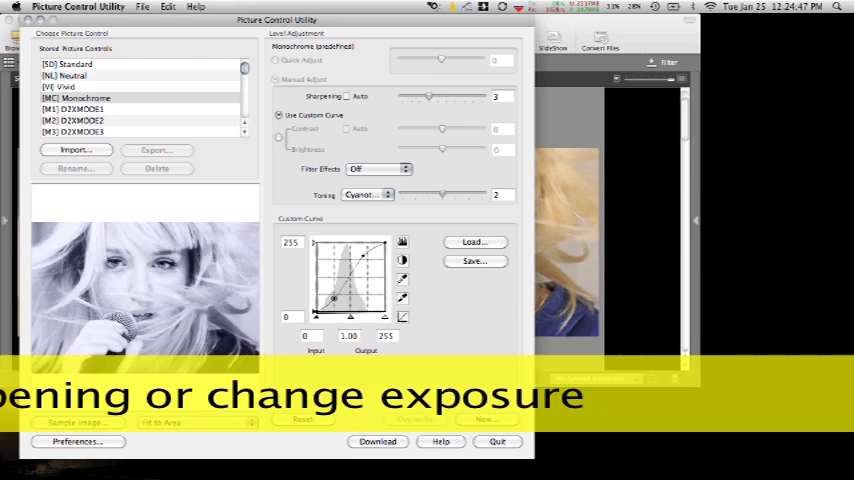 Picture Control Utility File Edit Help
31% 28% Tue Jan 25 12:24:47 PM
Picture Control Utility
Choose Picture Control
Level Adjustment
Stored Picture Controls
Monochrome (predefined)
[SD] Standard
[NL] Neutral
[VI] Vivid
[MC] Monochrome
[M1] D2XMODE1
[M2] D2XMODE2
[M3] D2XMODE3
Import... Export...
Rename... Delete
Quick Adjust 0
Manual Adjust
Sharpening Auto 3
Use Custom Curve
Contrast Auto 0
Brightness 0
Filter Effects Off
Toning Cyanot... 2
Custom Curve
255
0
0 1.00 255
Input Output
Load...
Save...
SlideShow Convert Files
Filter
pening or change exposure
Sample image... Fit to Area
Reset New...
Preferences... Download Help Quit